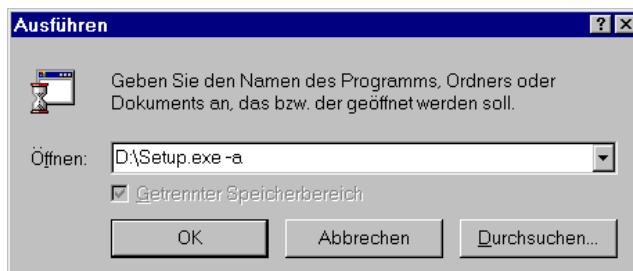 Ausführen
Geben Sie den Namen des Programms, Ordners oder
Dokuments an, das bzw. der geöffnet werden soll.
Öffnen: D:\Setup.exe -a
Getrennter Speicherbereich
OK Abbrechen Durchsuchen...